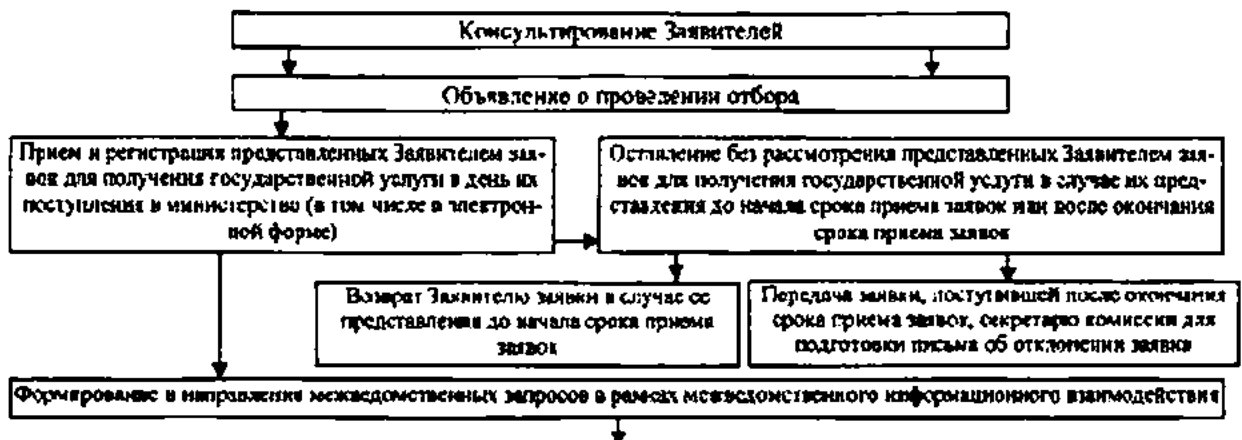 Консультирование Заявителей
Объявление о проведении отбора
Прием и регистрация представленных Заявителем зая-
вок для получения государственной услуги в день их
поступления в министерство (в том числе в электрон-
ной форме)
Оставление без рассмотрения представленных Заявителем зая-
вок для получения государственной услуги в случае их пред-
ставления до начала срока приема заявок или после окончания
срока приема заявок
Возврат Заявителю заявки в случае ее
представления до начала срока приема
заявок
Передача заявки, поступившей после окончания
срока приема заявок, секретарю комиссии для
подготовки письма об отклонении заявки
Формирование и направление межведомственных запросов в рамках межведомственного информационного взаимодействия